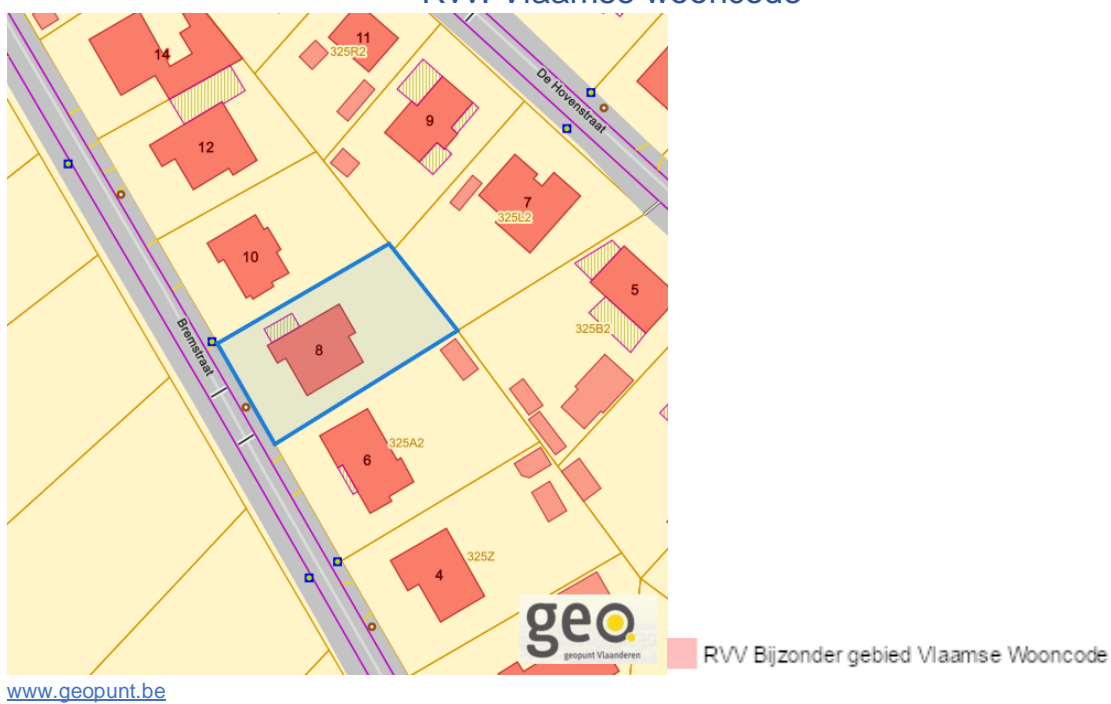 RVV: Vlaamse wooncode
14
11
325R2
De Hovenstraat
9
12
7
325L2
10
5
325B2
Bremstraat
8
325A2
6
325Z
4
geo
geopunt Vlaanderen
RVV Bijzonder gebied Vlaamse Wooncode
www.geopunt.be